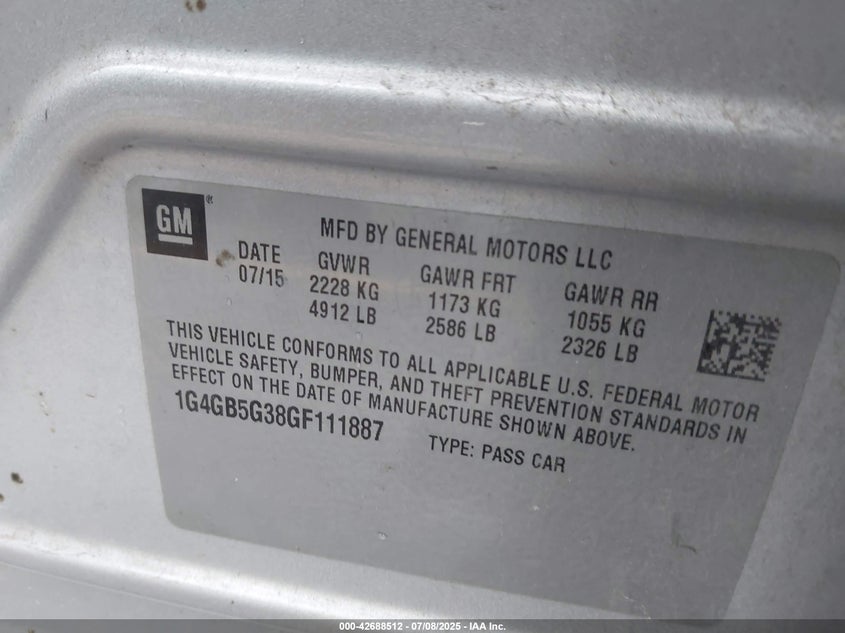 GM®
MFD BY GENERAL MOTORS LLC
DATE GVWR GAWR FRT GAWR RR
07/15 2228 KG 1173 KG 1055 KG
4912 LB 2586 LB 2326 LB
THIS VEHICLE CONFORMS TO ALL APPLICABLE U.S. FEDERAL MOTOR
VEHICLE SAFETY, BUMPER, AND THEFT PREVENTION STANDARDS IN
EFFECT ON THE DATE OF MANUFACTURE SHOWN ABOVE.
1G4GB5G38GF111887 TYPE: PASS CAR
000-42688512 - 07/08/2025 - IAA Inc.